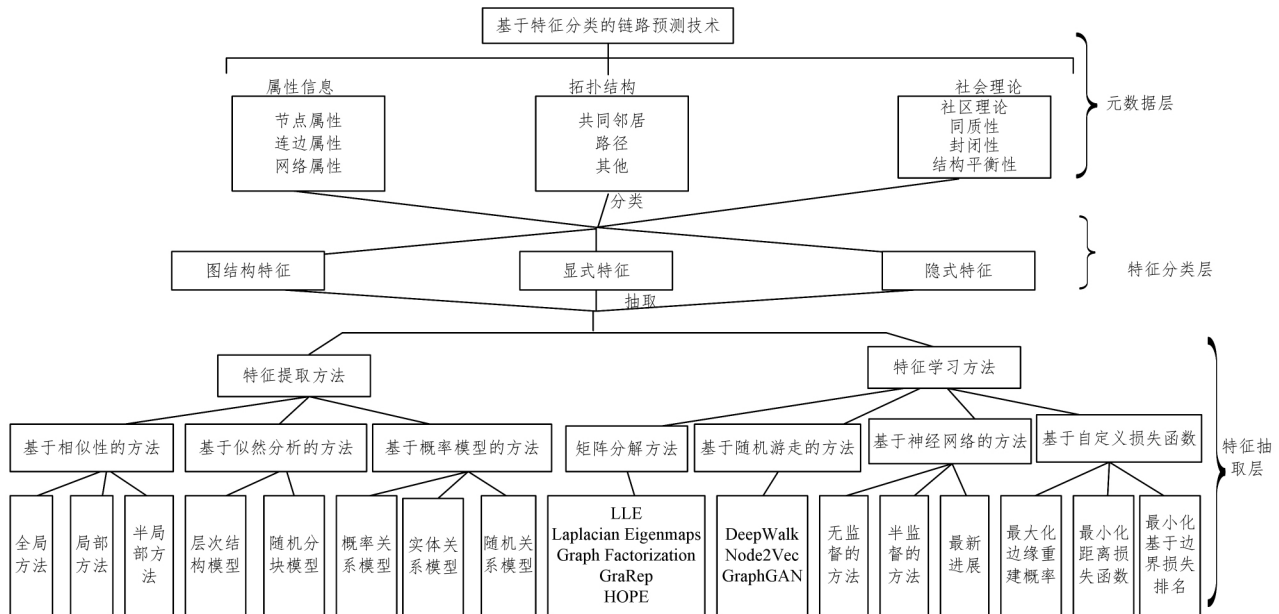 基于特征分类的链路预测技术
属性信息
拓扑结构
社会理论
节点属性
连边属性
网络属性
共同邻居
路径
其他
社区理论
同质性
封闭性
结构平衡性
元数据层
分类
图结构特征
显式特征
隐式特征
特征分类层
抽取
特征提取方法
特征学习方法
基于相似性的方法
基于似然分析的方法
基于概率模型的方法
矩阵分解方法
基于随机游走的方法
基于神经网络的方法
基于自定义损失函数
特征抽
取层
全局
方法
局部
方法
半局
部方法
层次结
构模型
随机分
块模型
概率关
系模型
实体关
系模型
随机关
系模型
LLE
Laplacian Eigenmaps
Graph Factorization
GraRep
HOPE
DeepWalk
Node2Vec
GraphGAN
无监
督的
方法
半监
督的
方法
最新
进展
最大化
边缘重
建概率
最小化
距离损
失函数
最小化
基于边
界损失
排名